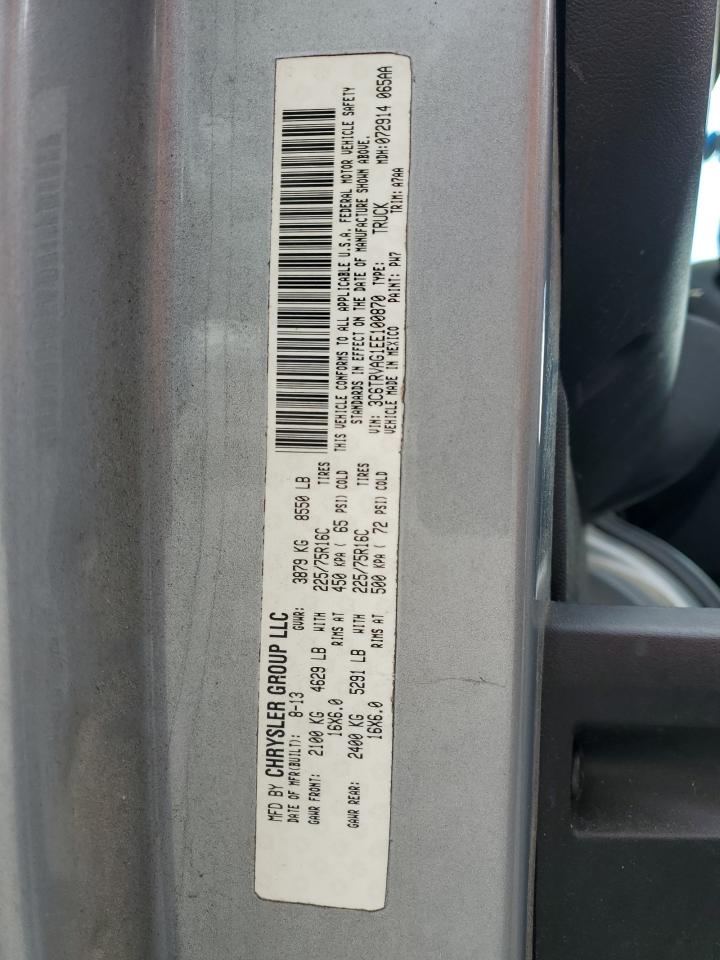 MFD BY CHRYSLER GROUP LLC
DATE OF MFR(BUILT): 8-13 GVWR: 3879 KG 8550 LB
GAWR FRONT: 2100 KG 4629 LB WITH 225/75R16C TIRES
16X6.0 RIMS AT 450 KPA ( 65 PSI) COLD
GAWR REAR: 2400 KG 5291 LB WITH 225/75R16C TIRES
16X6.0 RIMS AT 500 KPA ( 72 PSI) COLD
THIS VEHICLE CONFORMS TO ALL APPLICABLE U.S.A. FEDERAL MOTOR VEHICLE SAFETY
STANDARDS IN EFFECT ON THE DATE OF MANUFACTURE SHOWN ABOVE.
VIN: 3C6TRVAG1EE100870 TYPE: TRUCK MDH:072914 065AA
VEHICLE MADE IN MEXICO PAINT: PW7 TRIM:A7AA